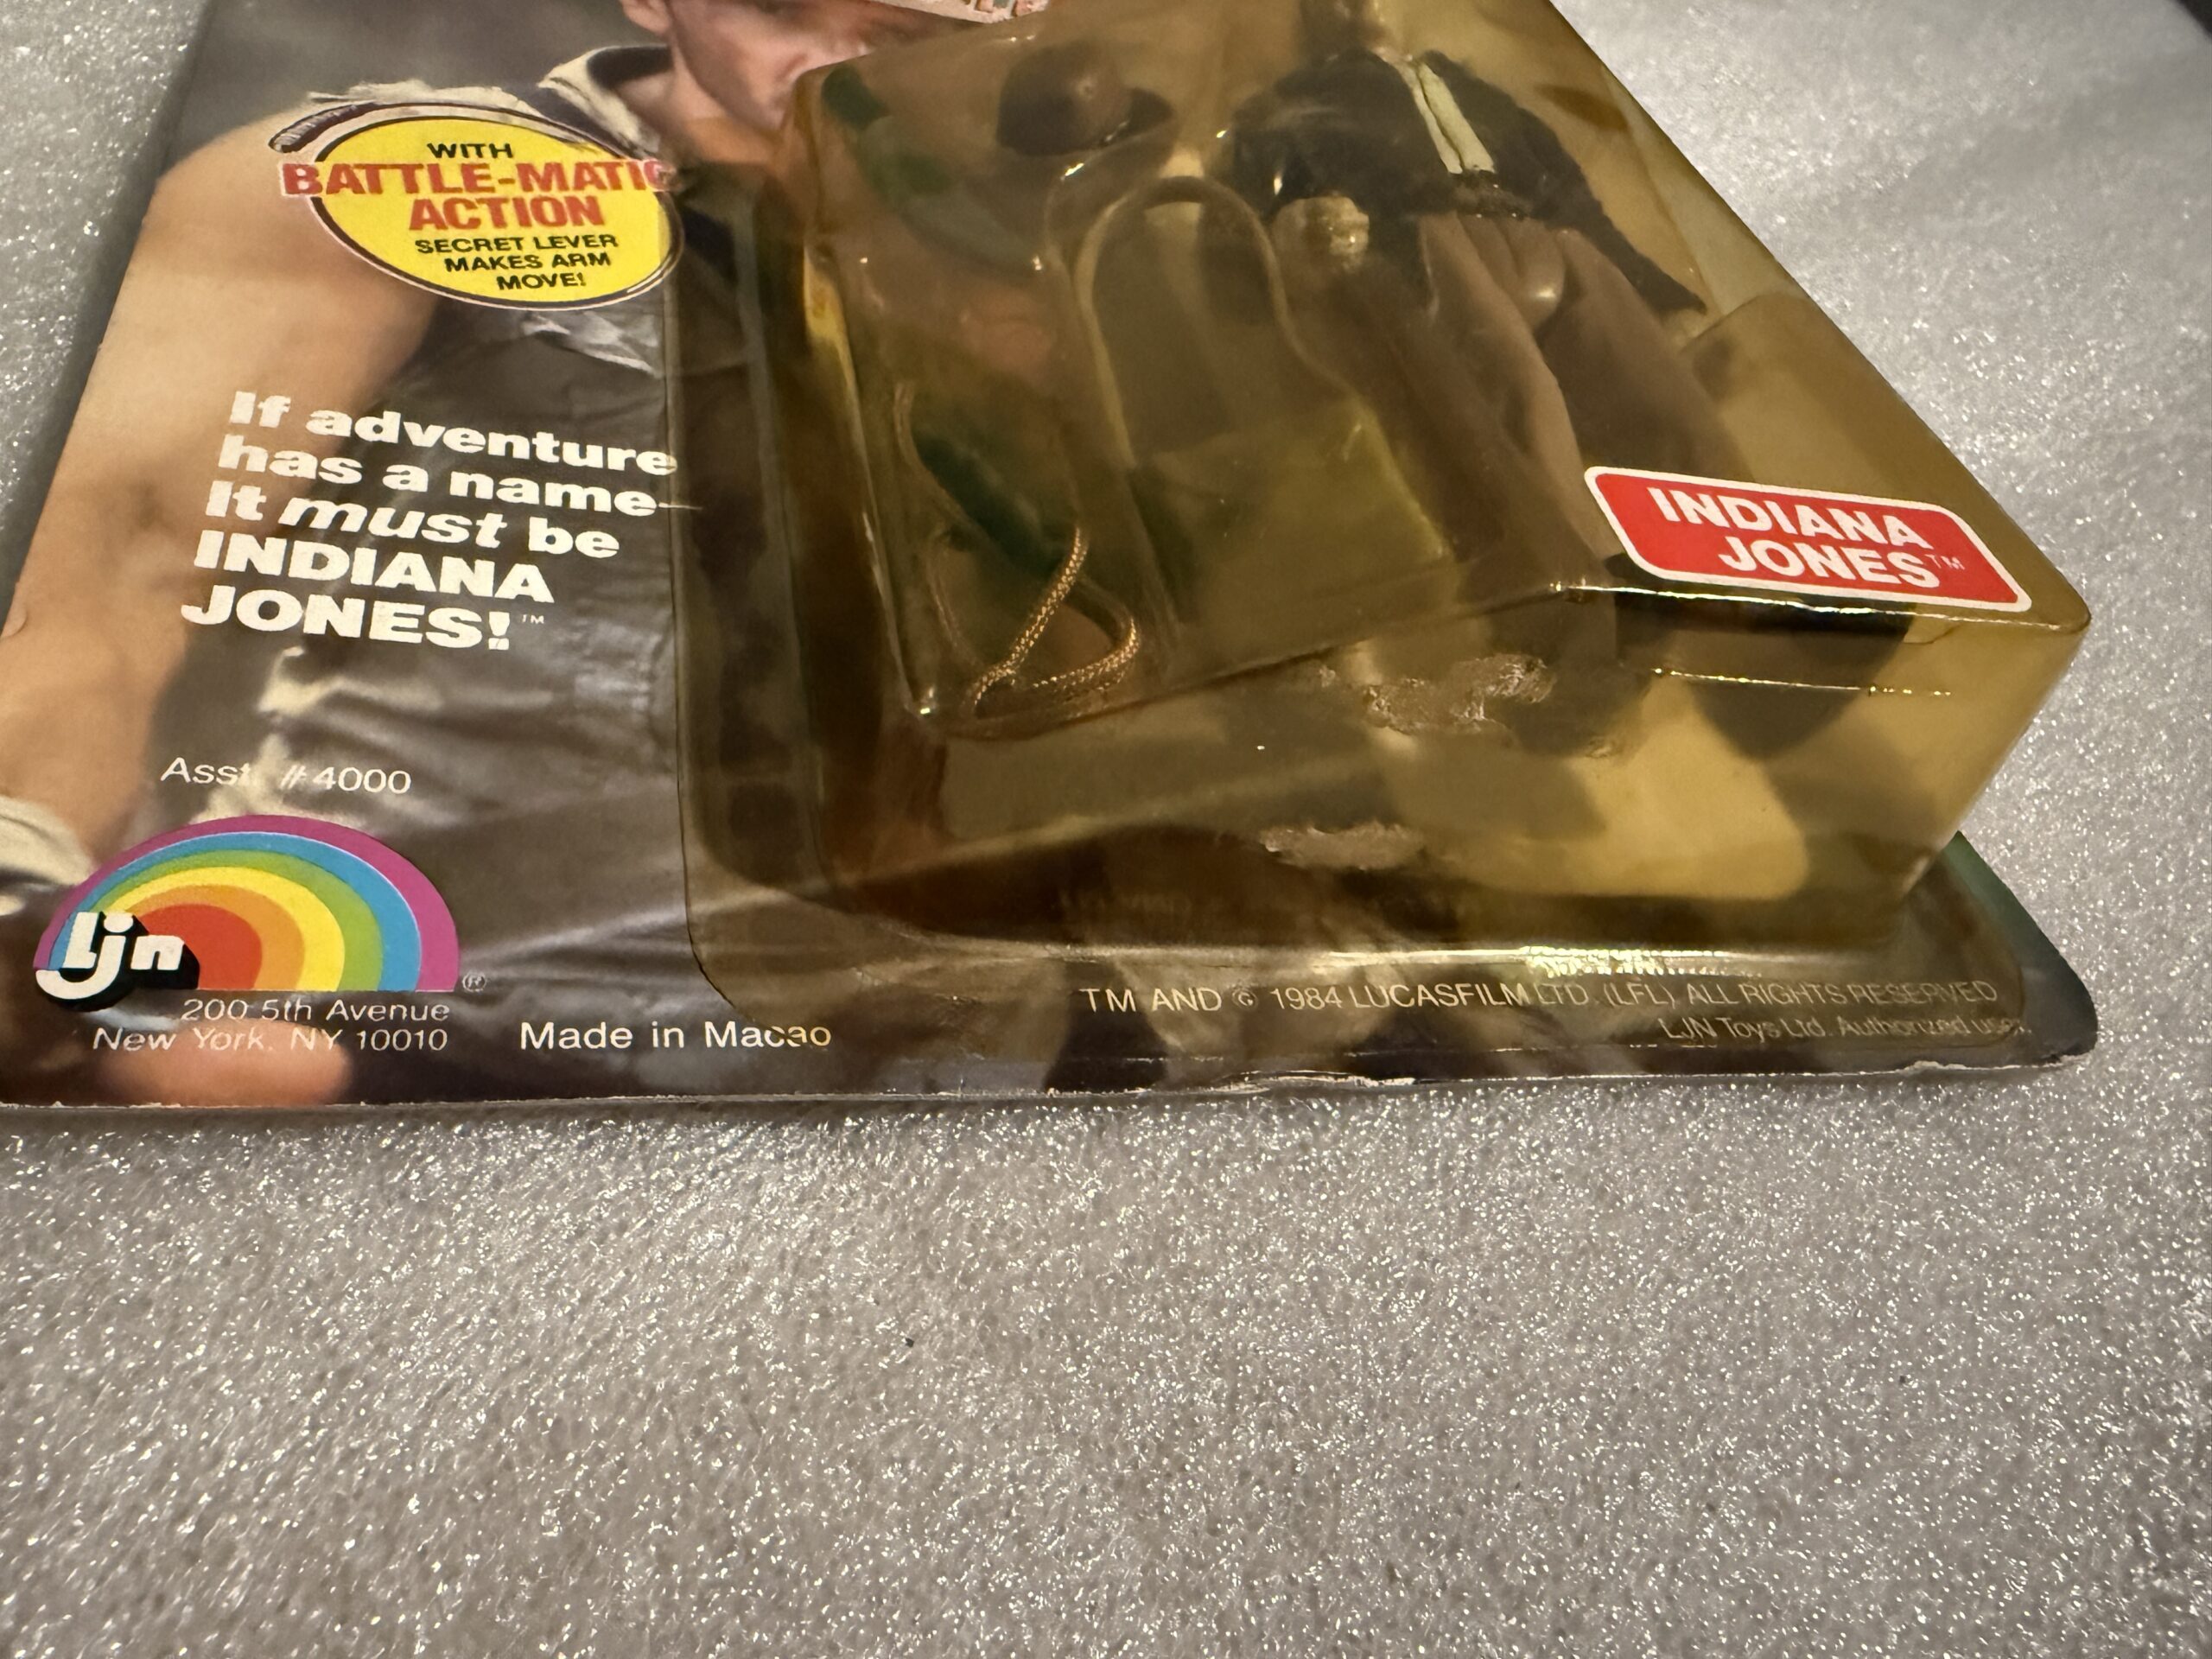 WITH
BATTLE-MATIC
ACTION
SECRET LEVER
MAKES ARM
MOVE!
If adventure
has a name-
It must be
INDIANA
JONES!™
INDIANA
JONES™
Asst. #4000
Ljn®
200 5th Avenue
New York, NY 10010
Made in Macao
TM AND © 1984 LUCASFILM LTD. (LFL) ALL RIGHTS RESERVED
LJN Toys Ltd. Authorized user.